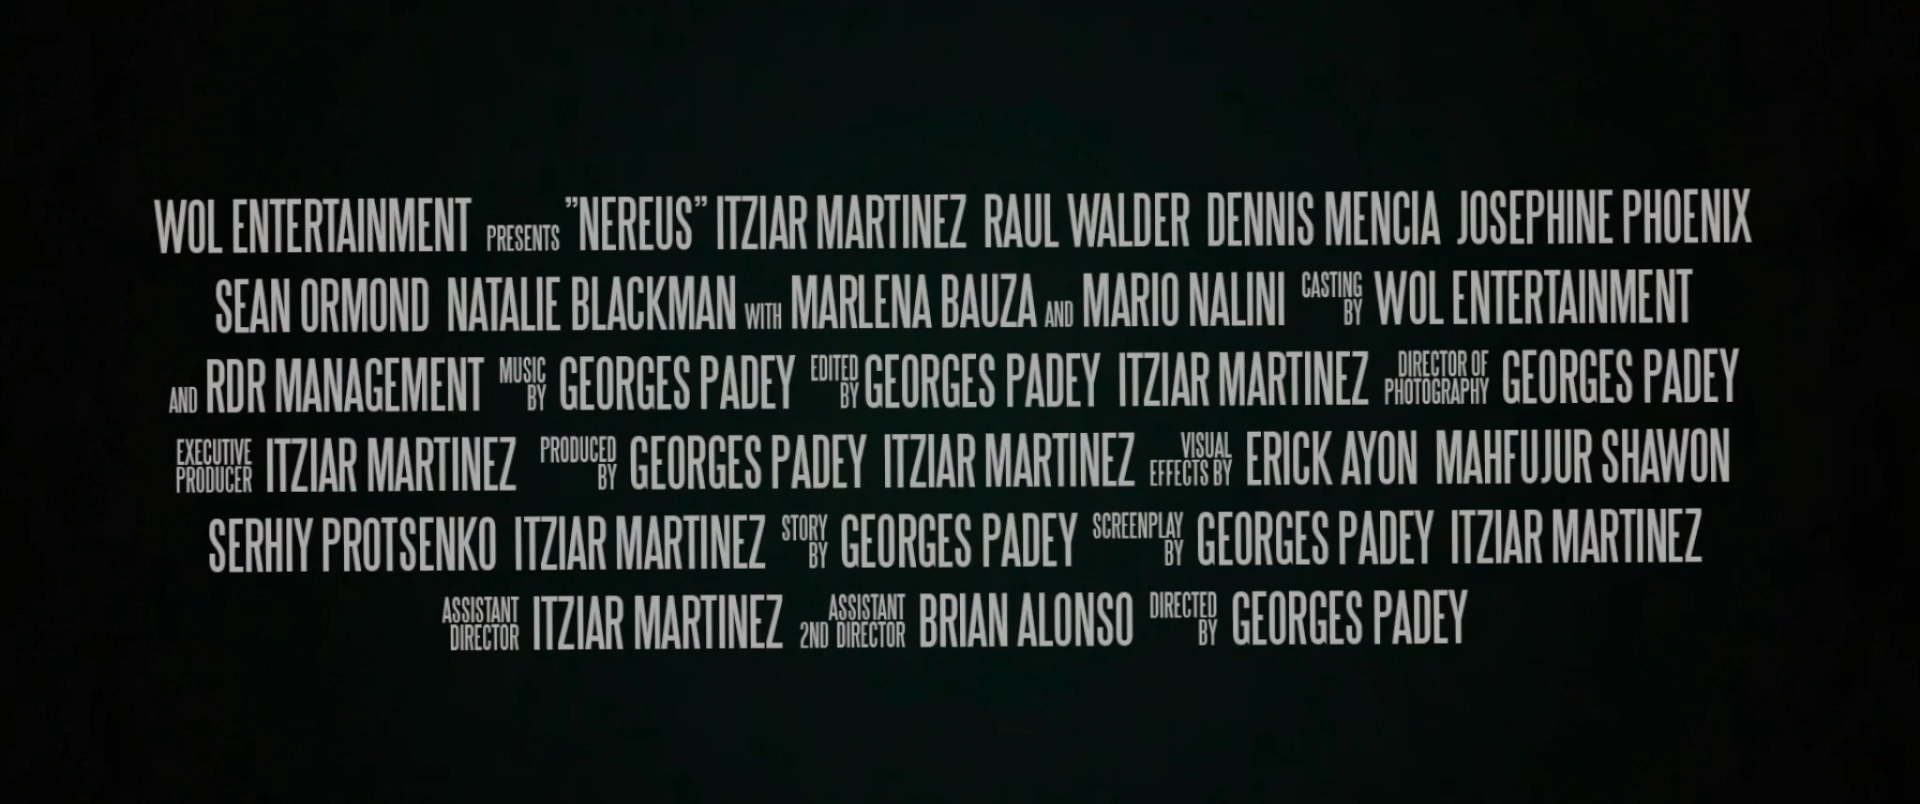 WOL ENTERTAINMENT PRESENTS "NEREUS" ITZIAR MARTINEZ RAUL WALDER DENNIS MENCIA JOSEPHINE PHOENIX
SEAN ORMOND NATALIE BLACKMAN WITH MARLENA BAUZA AND MARIO NALINI CASTING BY WOL ENTERTAINMENT
AND RDR MANAGEMENT MUSIC BY GEORGES PADEY EDITED BY GEORGES PADEY ITZIAR MARTINEZ DIRECTOR OF PHOTOGRAPHY GEORGES PADEY
EXECUTIVE PRODUCER ITZIAR MARTINEZ PRODUCED BY GEORGES PADEY ITZIAR MARTINEZ VISUAL EFFECTS BY ERICK AYON MAHFUJUR SHAWON
SERHIY PROTSENKO ITZIAR MARTINEZ STORY BY GEORGES PADEY SCREENPLAY BY GEORGES PADEY ITZIAR MARTINEZ
ASSISTANT DIRECTOR ITZIAR MARTINEZ ASSISTANT 2ND DIRECTOR BRIAN ALONSO DIRECTED BY GEORGES PADEY